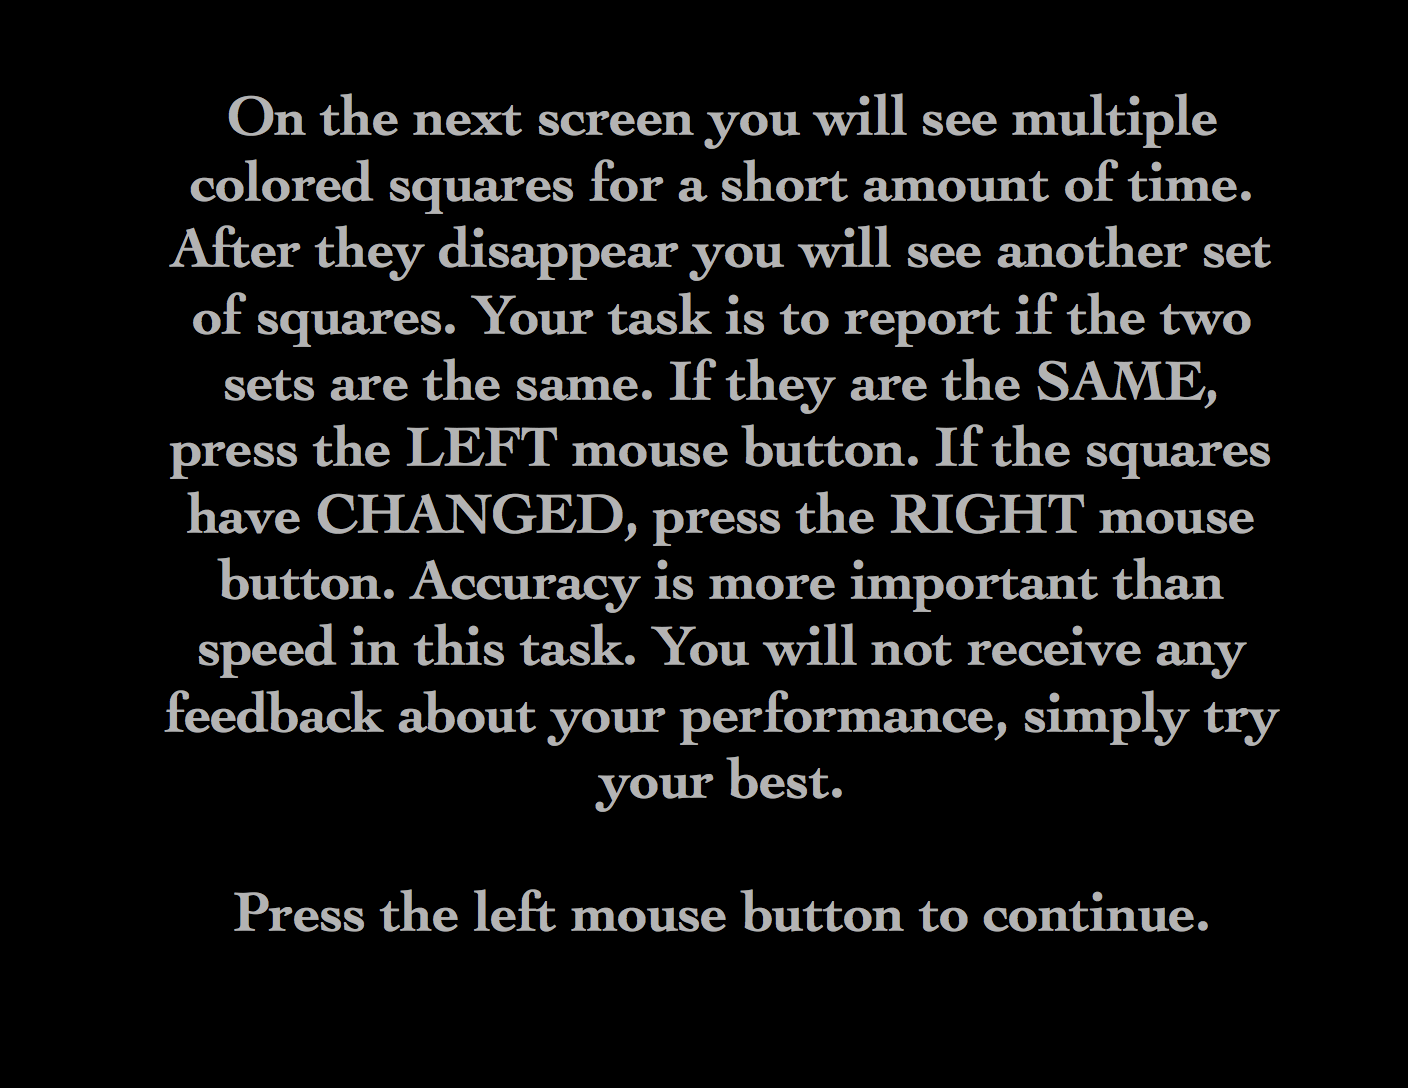 On the next screen you will see multiple
colored squares for a short amount of time.
After they disappear you will see another set
of squares. Your task is to report if the two
sets are the same. If they are the SAME,
press the LEFT mouse button. If the squares
have CHANGED, press the RIGHT mouse
button. Accuracy is more important than
speed in this task. You will not receive any
feedback about your performance, simply try
your best.
Press the left mouse button to continue.